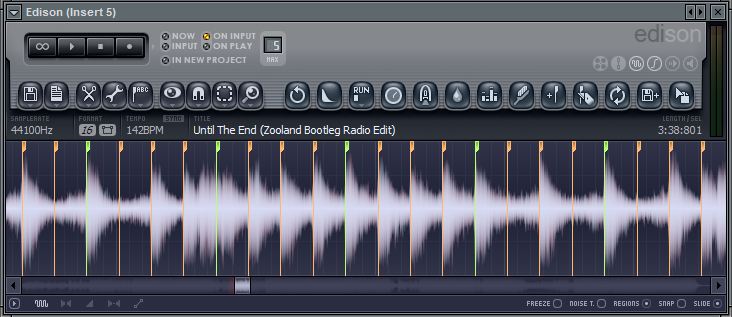 Edison (Insert 5)
NOW ON INPUT
INPUT ON PLAY
IN NEW PROJECT
5
MAX
edison
ABC
RUN
SAMPLERATE
44100Hz
FORMAT
16
TEMPO SYNC
142BPM
TITLE
Until The End (Zooland Bootleg Radio Edit)
LENGTH / SEL
3:38:801
FREEZE NOISE T. REGIONS SNAP SLIDE